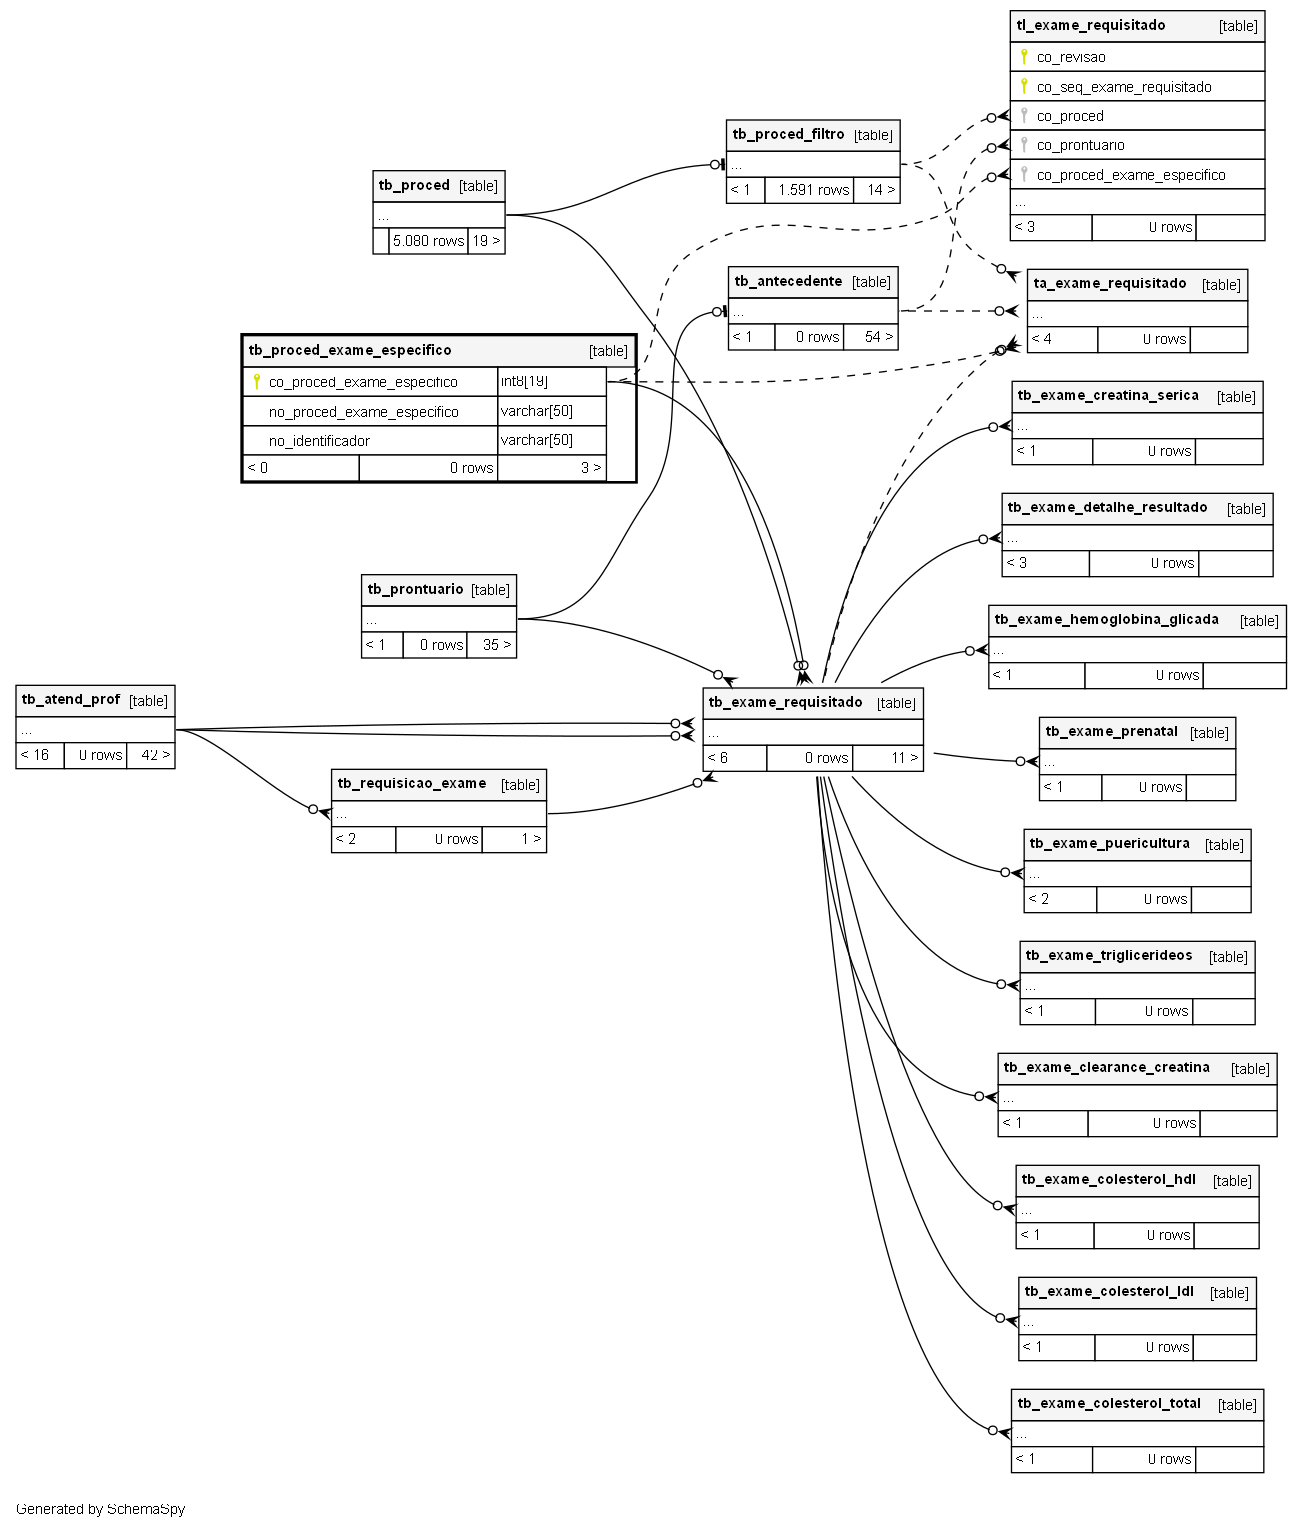 tl_exame_requisitado [table]
co_revisao
co_seq_exame_requisitado
co_proced
co_prontuario
co_proced_exame_especifico
...
< 3 0 rows
tb_proced_filtro [table]
...
< 1 1.591 rows 14 >
tb_proced [table]
...
5.080 rows 19 >
tb_antecedente [table]
...
< 1 0 rows 54 >
ta_exame_requisitado [table]
...
< 4 0 rows
tb_proced_exame_especifico [table]
co_proced_exame_especifico int8[19]
no_proced_exame_especifico varchar[50]
no_identificador varchar[50]
< 0 0 rows 3 >
tb_exame_creatina_serica [table]
...
< 1 0 rows
tb_exame_detalhe_resultado [table]
...
< 3 0 rows
tb_prontuario [table]
...
< 1 0 rows 35 >
tb_exame_hemoglobina_glicada [table]
...
< 1 0 rows
tb_atend_prof [table]
...
< 16 0 rows 42 >
tb_exame_requisitado [table]
...
< 6 0 rows 11 >
tb_exame_prenatal [table]
...
< 1 0 rows
tb_requisicao_exame [table]
...
< 2 0 rows 1 >
tb_exame_puericultura [table]
...
< 2 0 rows
tb_exame_triglicerideos [table]
...
< 1 0 rows
tb_exame_clearance_creatina [table]
...
< 1 0 rows
tb_exame_colesterol_hdl [table]
...
< 1 0 rows
tb_exame_colesterol_ldl [table]
...
< 1 0 rows
tb_exame_colesterol_total [table]
...
< 1 0 rows
Generated by SchemaSpy